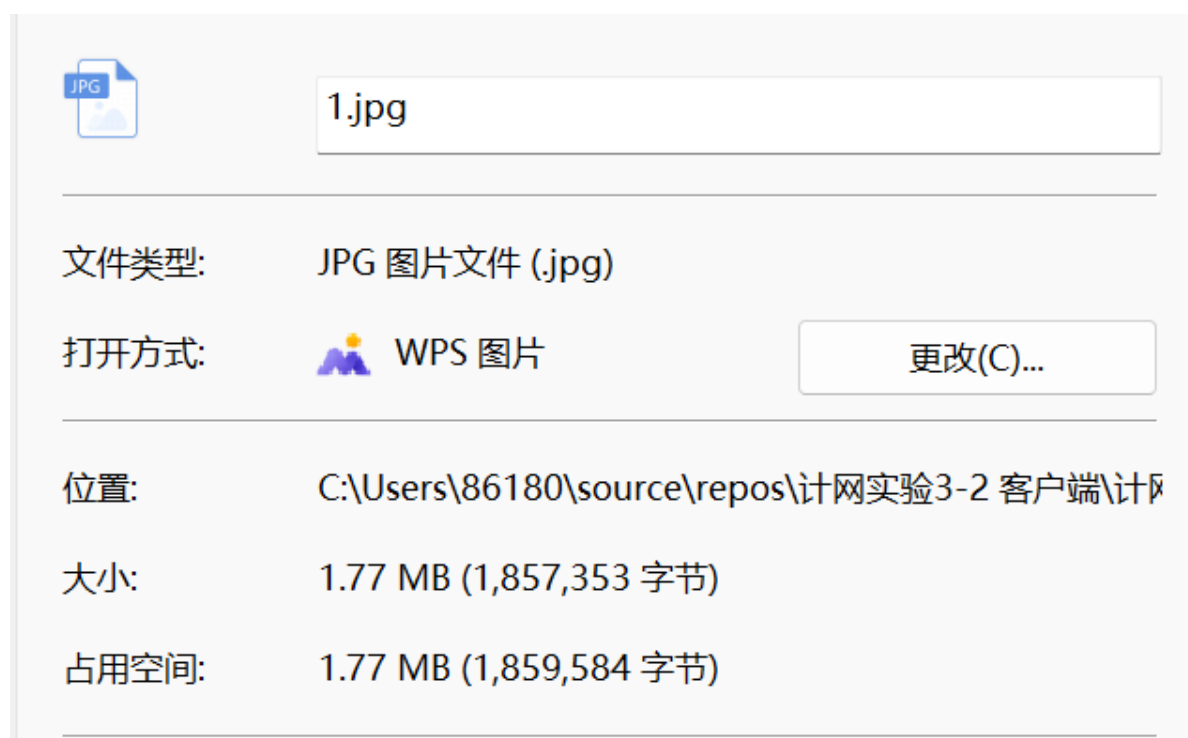 JPG
1.jpg
文件类型: JPG 图片文件 (.jpg)
打开方式: WPS 图片 更改(C)...
位置: C:\Users\86180\source\repos\计网实验3-2 客户端\计
大小: 1.77 MB (1,857,353 字节)
占用空间: 1.77 MB (1,859,584 字节)